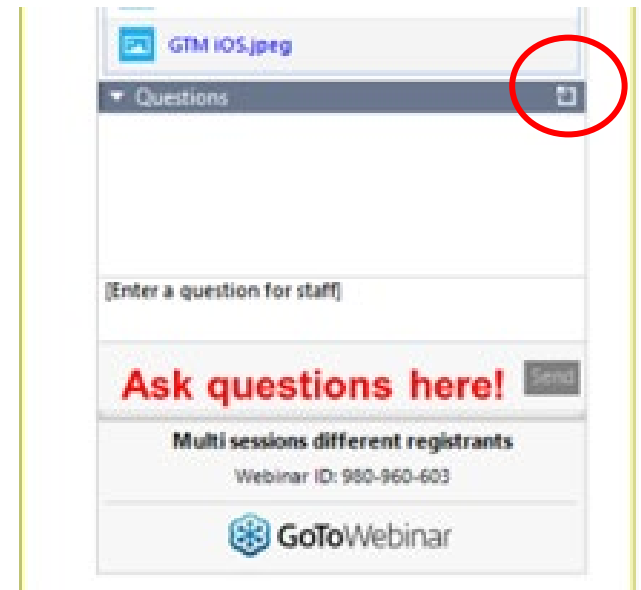 GTM iOS.jpeg
Questions
[Enter a question for staff]
Ask questions here!
Send
Multi sessions different registrants
Webinar ID: 980-960-603
GoToWebinar